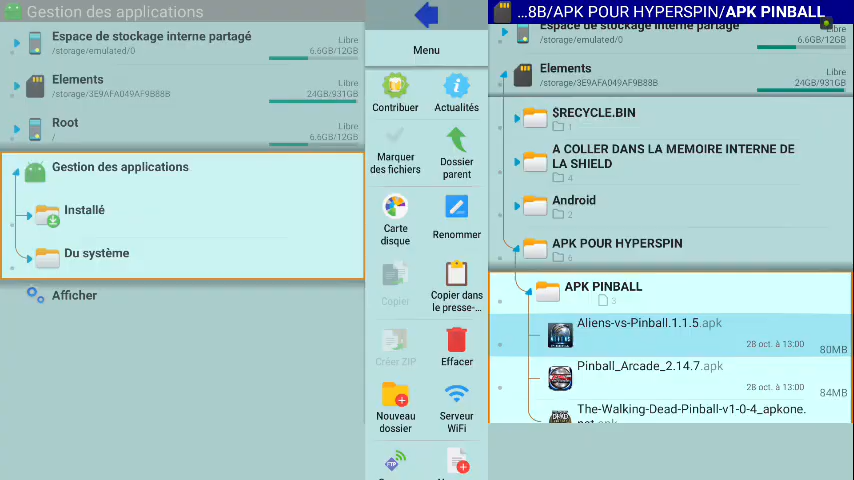 Gestion des applications
Espace de stockage interne partagé
/storage/emulated/0
Libre
6.6GB/12GB
Elements
/storage/3E9AFA049AF9B88B
Libre
24GB/931GB
Root
/
Libre
6.6GB/12GB
Gestion des applications
Installé
Du système
Afficher
Menu
Contribuer
Actualités
Marquer
des fichiers
Dossier
parent
Carte
disque
Renommer
Copier
Copier dans
le presse-...
Créer ZIP
Effacer
Nouveau
dossier
Serveur
WiFi
FTP
...8B/APK POUR HYPERSPIN/APK PINBALL
Espace de stockage interne partagé
/storage/emulated/0
Libre
6.6GB/12GB
Elements
/storage/3E9AFA049AF9B88B
Libre
24GB/931GB
$RECYCLE.BIN
1
A COLLER DANS LA MEMOIRE INTERNE DE
LA SHIELD
4
Android
2
APK POUR HYPERSPIN
6
APK PINBALL
3
Aliens-vs-Pinball.1.1.5.apk
28 oct. à 13:00
80MB
Pinball_Arcade_2.14.7.apk
28 oct. à 13:00
84MB
The-Walking-Dead-Pinball-v1-0-4_apkone.
net.apk